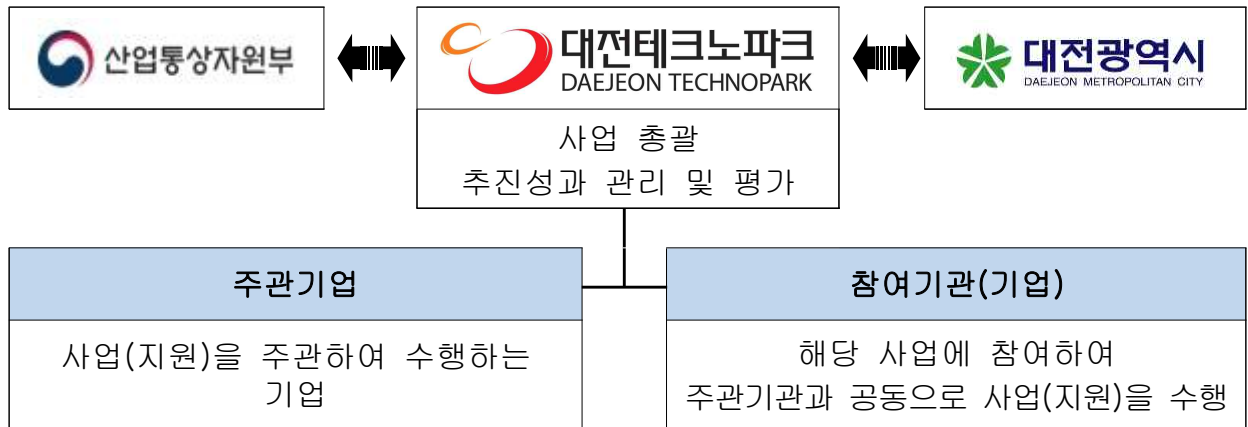 산업통상자원부
대전테크노파크
DAEJEON TECHNOPARK
대전광역시
DAEJEON METROPOLITAN CITY
사업 총괄
추진성과 관리 및 평가
주관기업
사업(지원)을 주관하여 수행하는
기업
참여기관(기업)
해당 사업에 참여하여
주관기관과 공동으로 사업(지원)을 수행